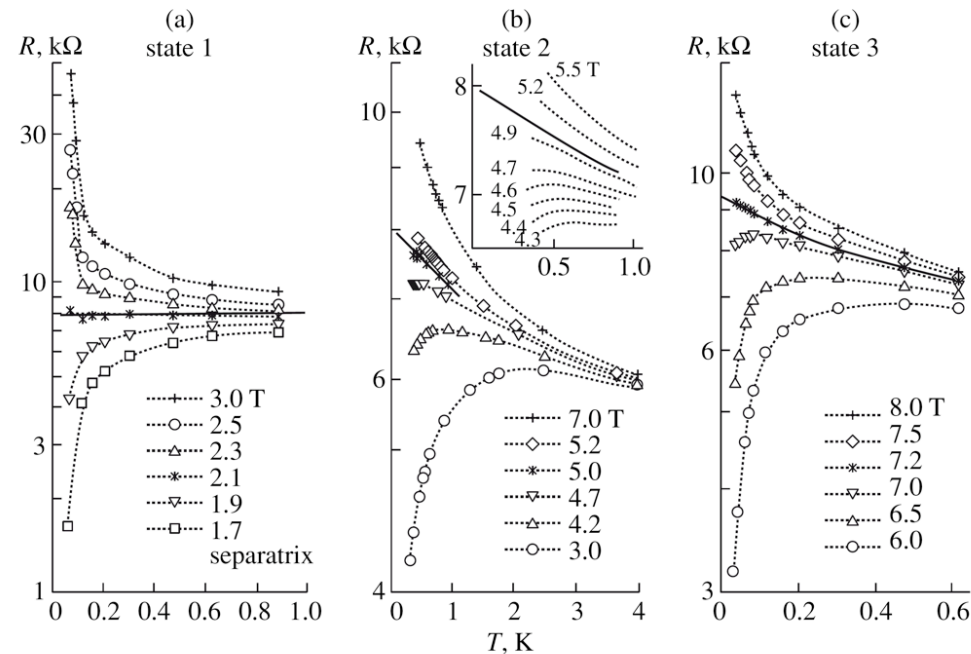 (a)
state 1
R, kΩ
30
10
3
1
0 0.2 0.4 0.6 0.8 1.0
3.0 T
2.5
2.3
2.1
1.9
1.7
separatrix
(b)
state 2
R, kΩ
10
6
4
0 1 2 3 4
T, K
8
7
0.5 1.0
5.5 T
5.2
4.9
4.7
4.6
4.5
4.4
4.3
7.0 T
5.2
5.0
4.7
4.2
3.0
(c)
state 3
R, kΩ
10
6
3
0 0.2 0.4 0.6
8.0 T
7.5
7.2
7.0
6.5
6.0